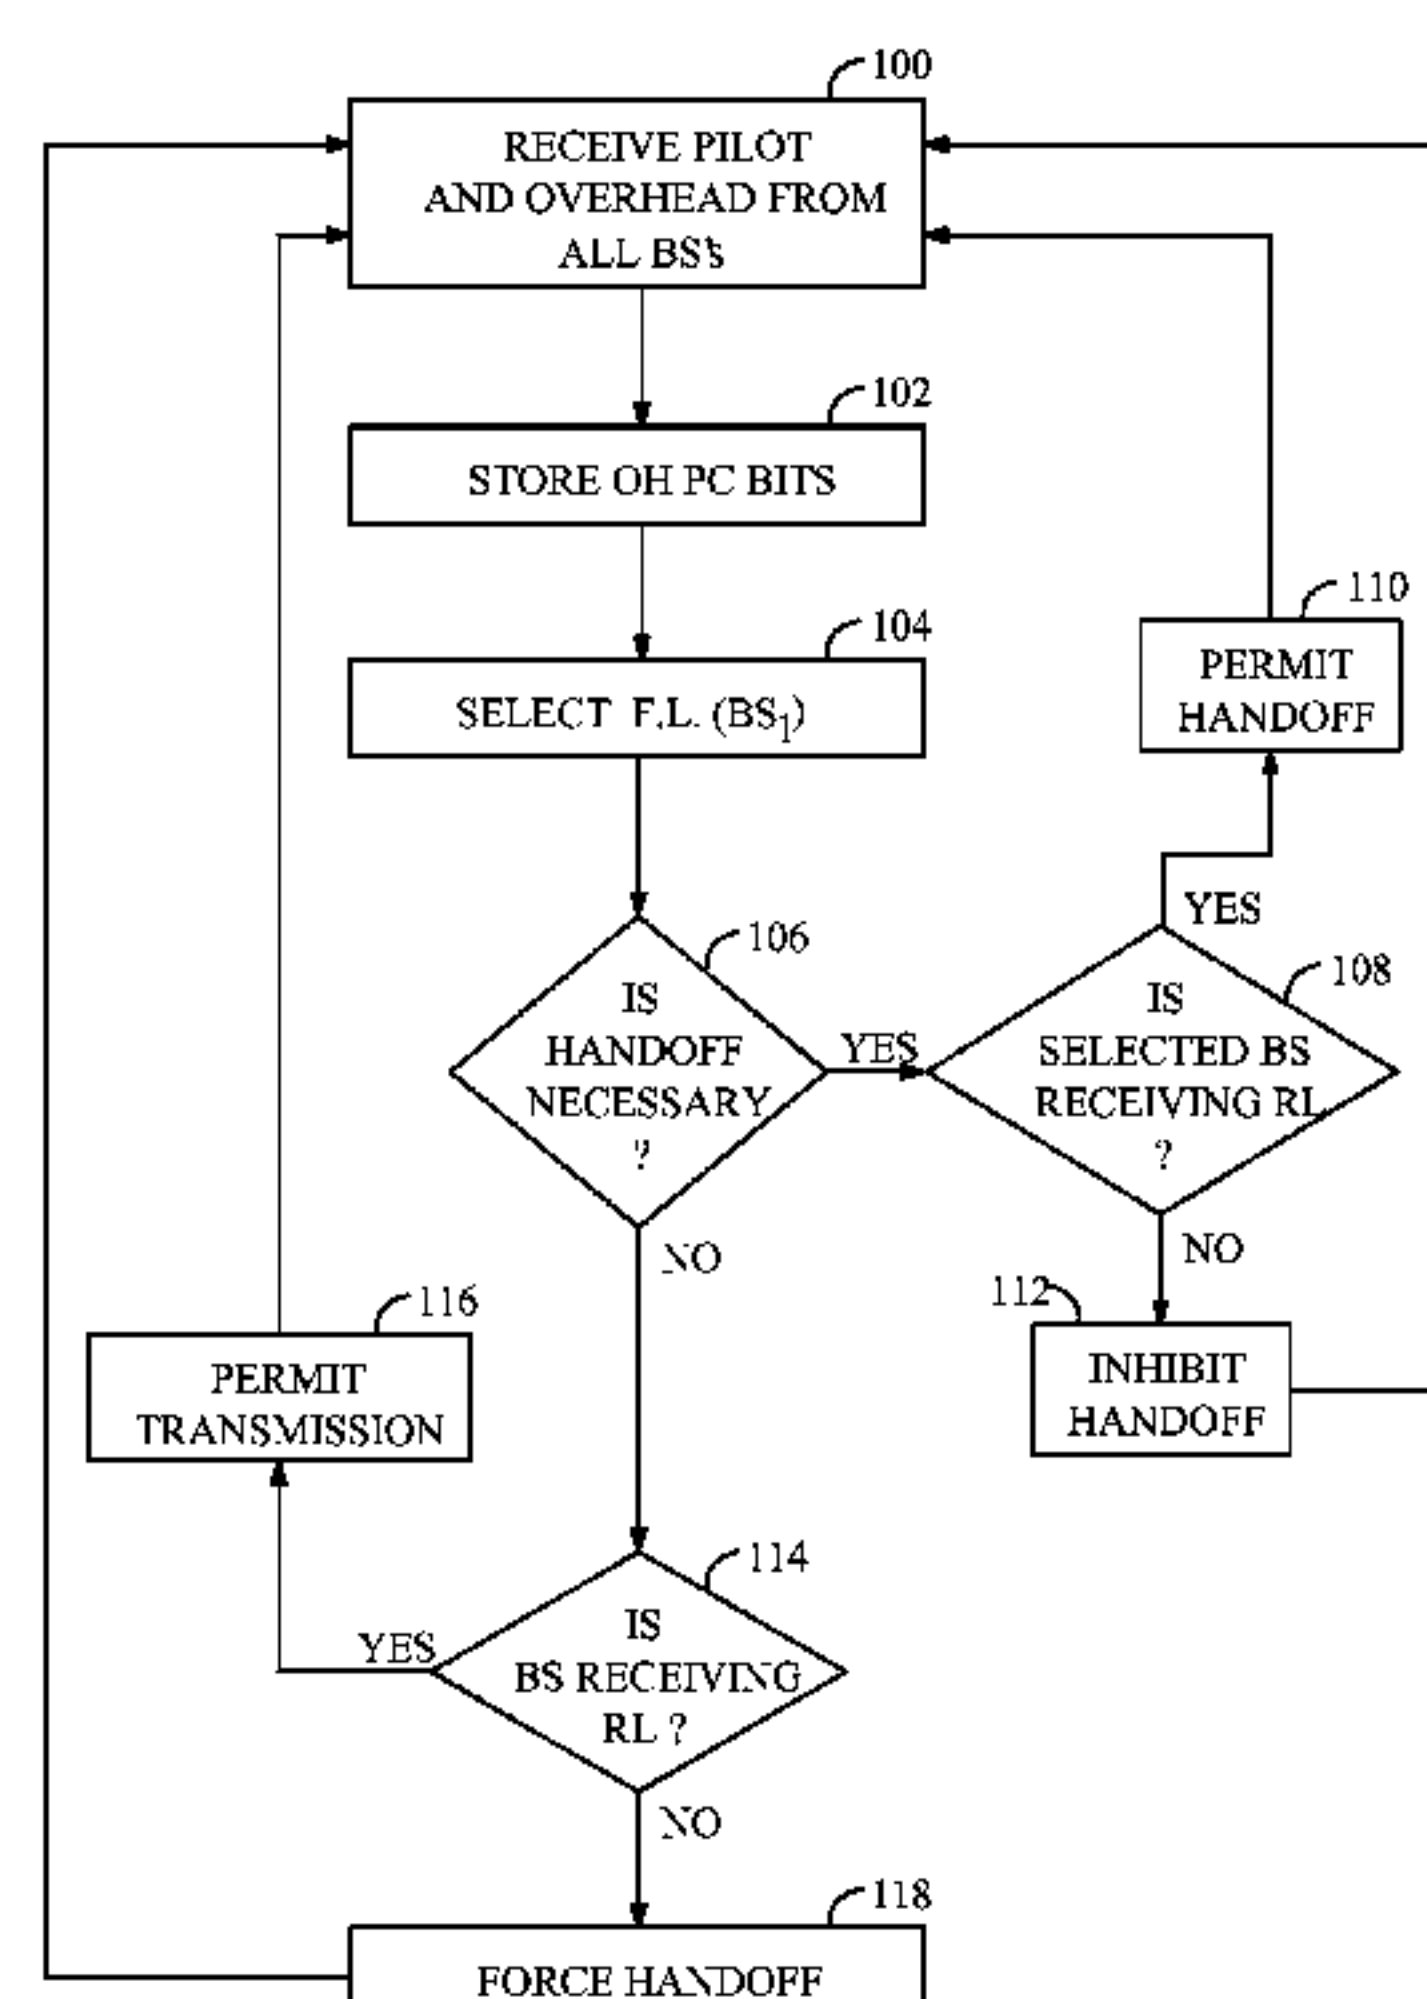 100
RECEIVE PILOT
AND OVERHEAD FROM
ALL BS's
102
STORE OH PC BITS
104
SELECT F.L. (BS1)
110
PERMIT
HANDOFF
106
IS
HANDOFF
NECESSARY
?
YES
YES
108
IS
SELECTED BS
RECEIVING RL
?
NO
NO
112
INHIBIT
HANDOFF
116
PERMIT
TRANSMISSION
114
IS
BS RECEIVING
RL ?
YES
NO
118
FORCE HANDOFF